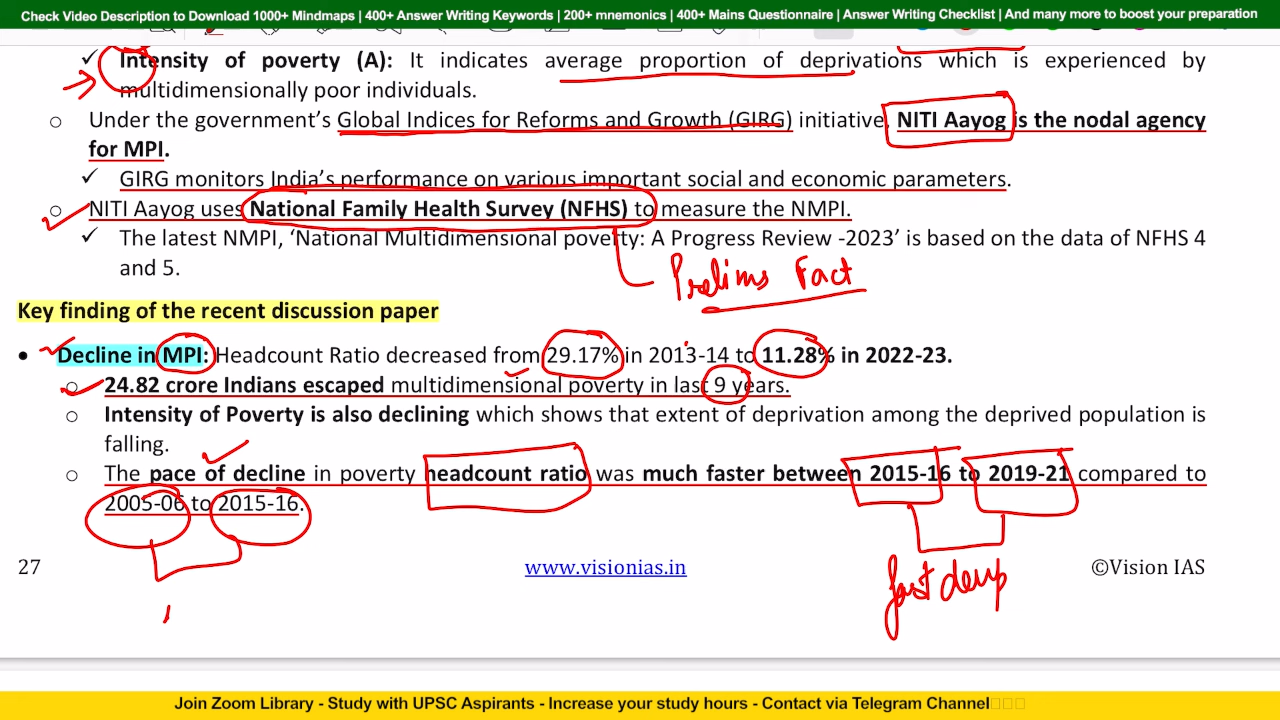 Check Video Description to Download 1000+ Mindmaps | 400+ Answer Writing Keywords | 200+ mnemonics | 400+ Mains Questionnaire | Answer Writing Checklist | And many more to boost your preparation
✓ Intensity of poverty (A): It indicates average proportion of deprivations which is experienced by
multidimensionally poor individuals.
o Under the government's Global Indices for Reforms and Growth (GIRG) initiative, NITI Aayog is the nodal agency
for MPI.
✓ GIRG monitors India's performance on various important social and economic parameters.
o NITI Aayog uses National Family Health Survey (NFHS) to measure the NMPI.
✓ The latest NMPI, 'National Multidimensional poverty: A Progress Review -2023' is based on the data of NFHS 4
and 5.
Prelims Fact
Key finding of the recent discussion paper
• Decline in MPI: Headcount Ratio decreased from 29.17% in 2013-14 to 11.28% in 2022-23.
o 24.82 crore Indians escaped multidimensional poverty in last 9 years.
o Intensity of Poverty is also declining which shows that extent of deprivation among the deprived population is
falling.
o The pace of decline in poverty headcount ratio was much faster between 2015-16 to 2019-21 compared to
2005-06 to 2015-16.
27 www.visionias.in ©Vision IAS
Join Zoom Library - Study with UPSC Aspirants - Increase your study hours - Contact via Telegram Channel